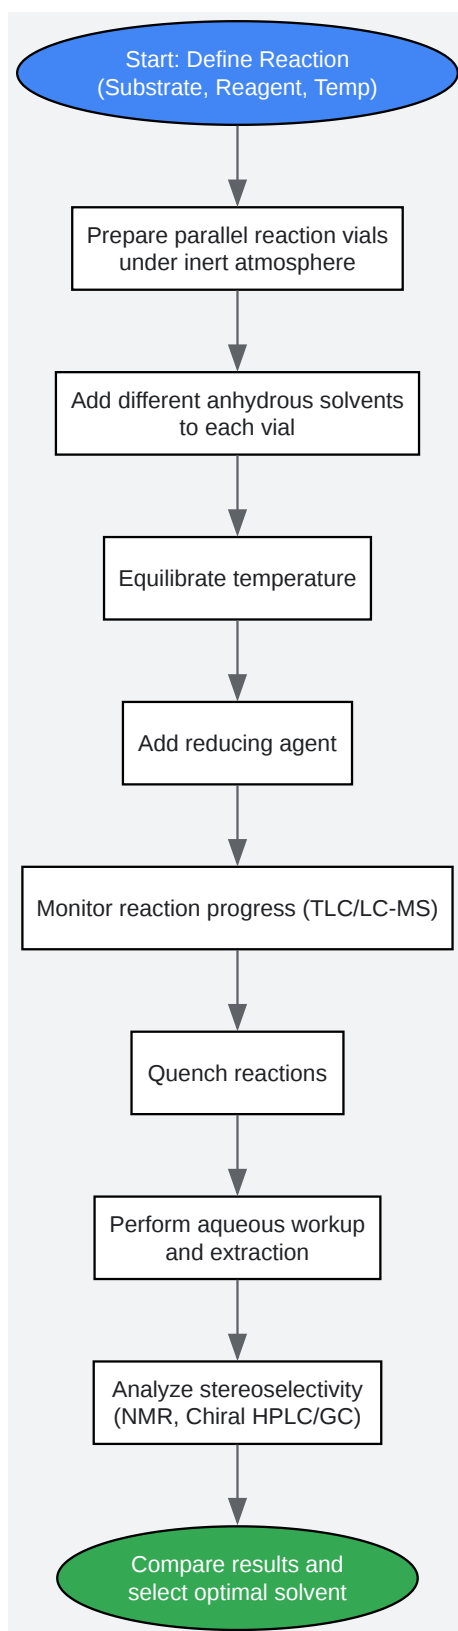 Start: Define Reaction
(Substrate, Reagent, Temp)
Prepare parallel reaction vials
under inert atmosphere
Add different anhydrous solvents
to each vial
Equilibrate temperature
Add reducing agent
Monitor reaction progress (TLC/LC-MS)
Quench reactions
Perform aqueous workup
and extraction
Analyze stereoselectivity
(NMR, Chiral HPLC/GC)
Compare results and
select optimal solvent